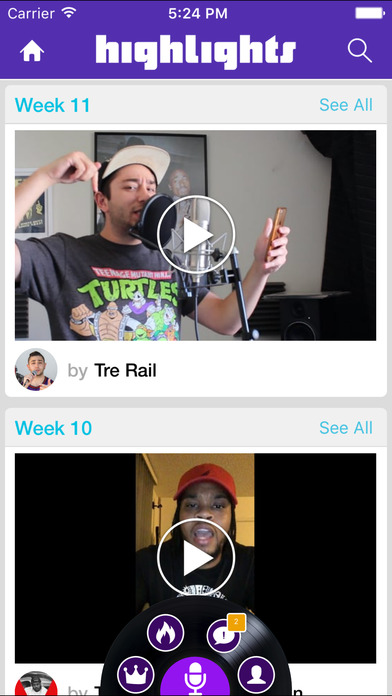 Carrier 5:24 PM
highlights
Week 11 See All
TEENAGE MUTANT NINJA
TURTLES
by Tre Rail
Week 10 See All
2
by T n